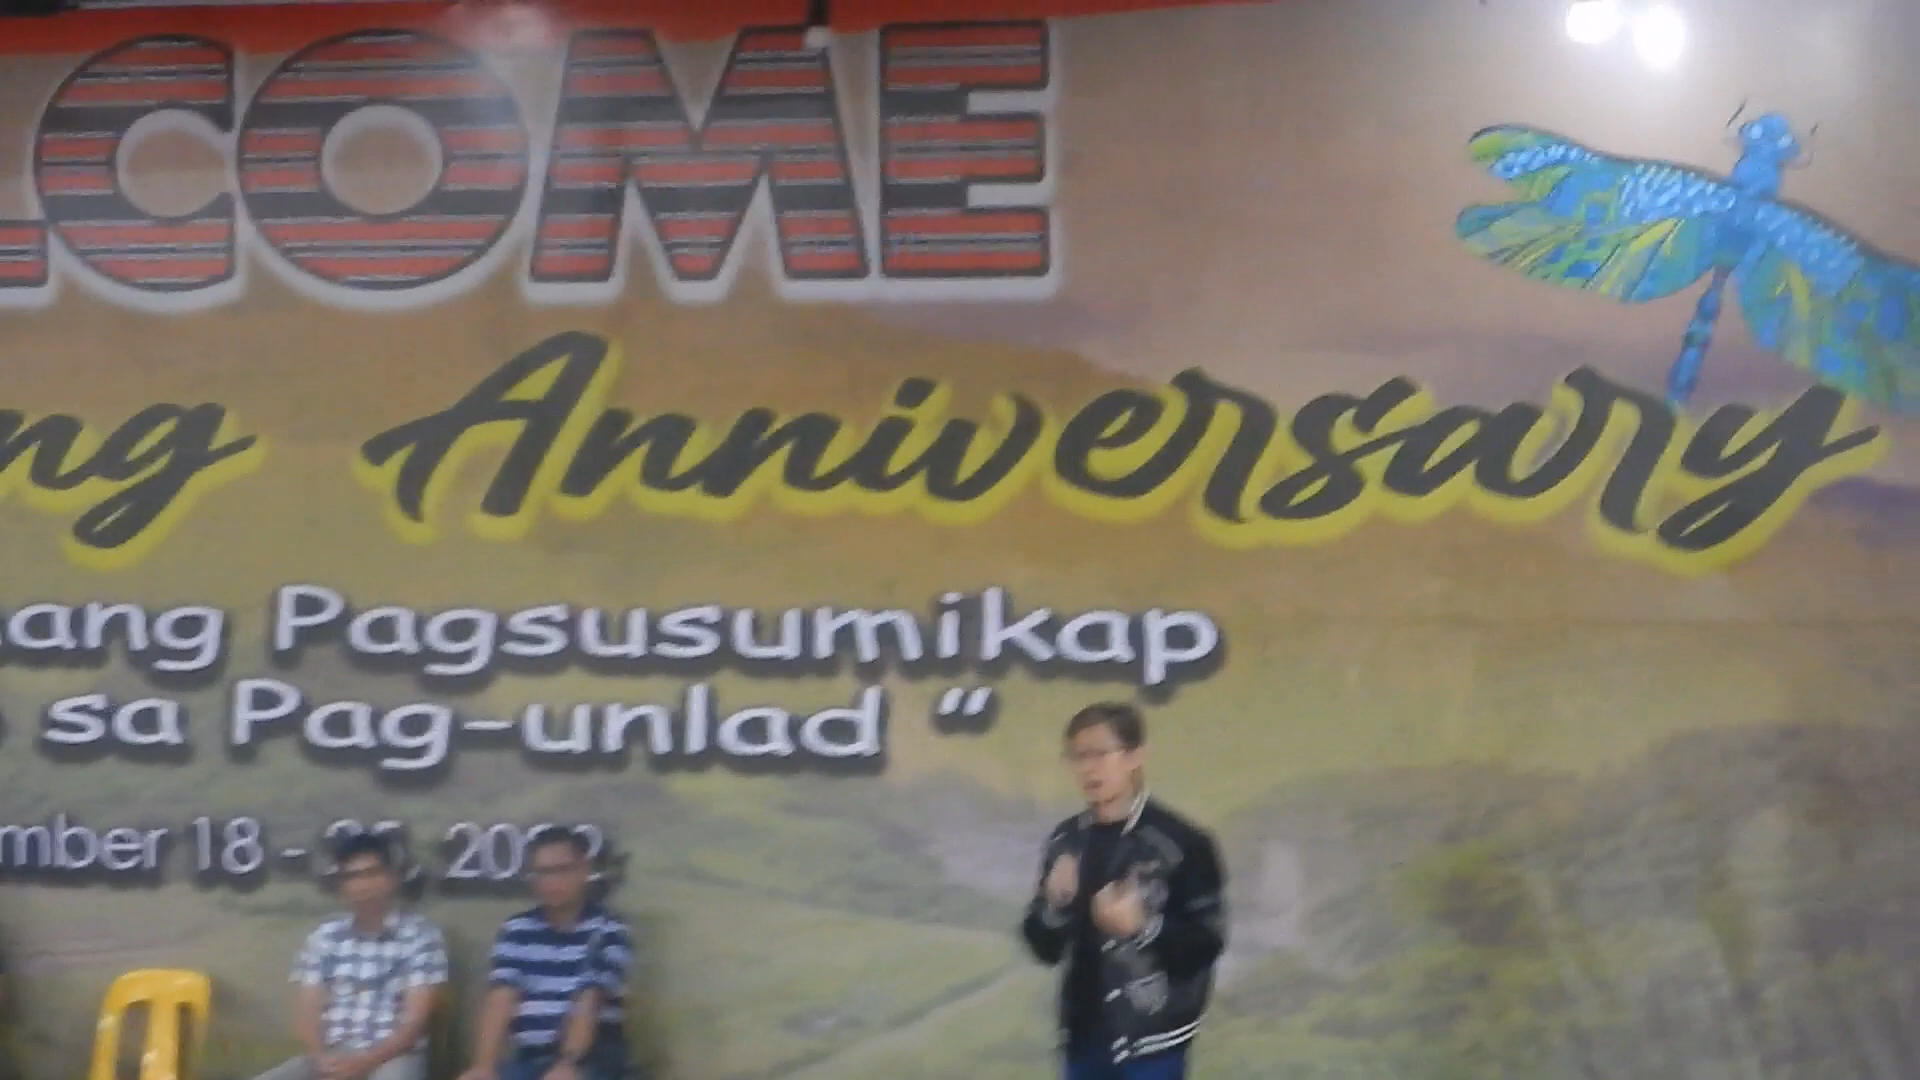 LCOME
ng Anniversary
ang Pagsusumikap
sa Pag-unlad "
mber 18 -